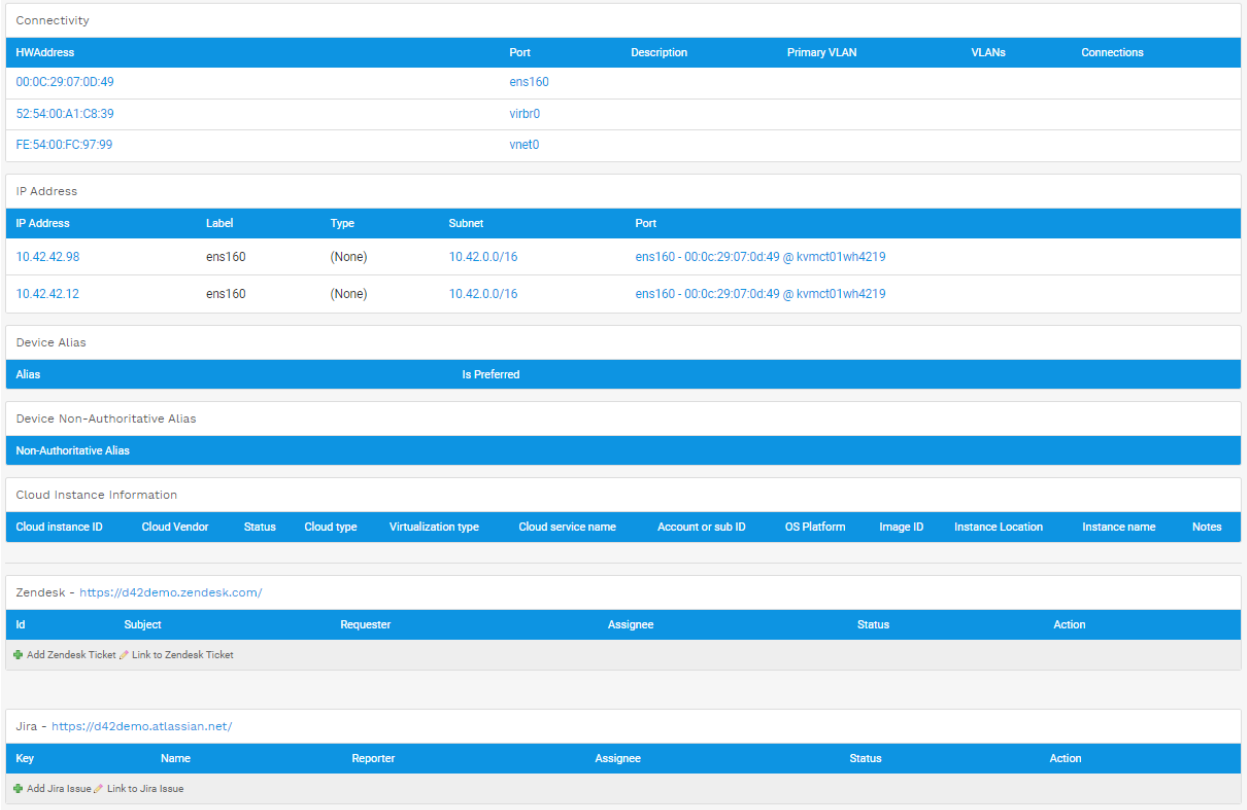 Connectivity
HWAddress Port Description Primary VLAN VLANs Connections
00:0C:29:07:0D:49 ens160
52:54:00:A1:C8:39 virbr0
FE:54:00:FC:97:99 vnet0
IP Address
IP Address Label Type Subnet Port
10.42.42.98 ens160 (None) 10.42.0.0/16 ens160 - 00:0c:29:07:0d:49 @ kvmct01wh4219
10.42.42.12 ens160 (None) 10.42.0.0/16 ens160 - 00:0c:29:07:0d:49 @ kvmct01wh4219
Device Alias
Alias Is Preferred
Device Non-Authoritative Alias
Non-Authoritative Alias
Cloud Instance Information
Cloud instance ID Cloud Vendor Status Cloud type Virtualization type Cloud service name Account or sub ID OS Platform Image ID Instance Location Instance name Notes
Zendesk - https://d42demo.zendesk.com/
Id Subject Requester Assignee Status Action
Add Zendesk Ticket Link to Zendesk Ticket
Jira - https://d42demo.atlassian.net/
Key Name Reporter Assignee Status Action
Add Jira Issue Link to Jira Issue